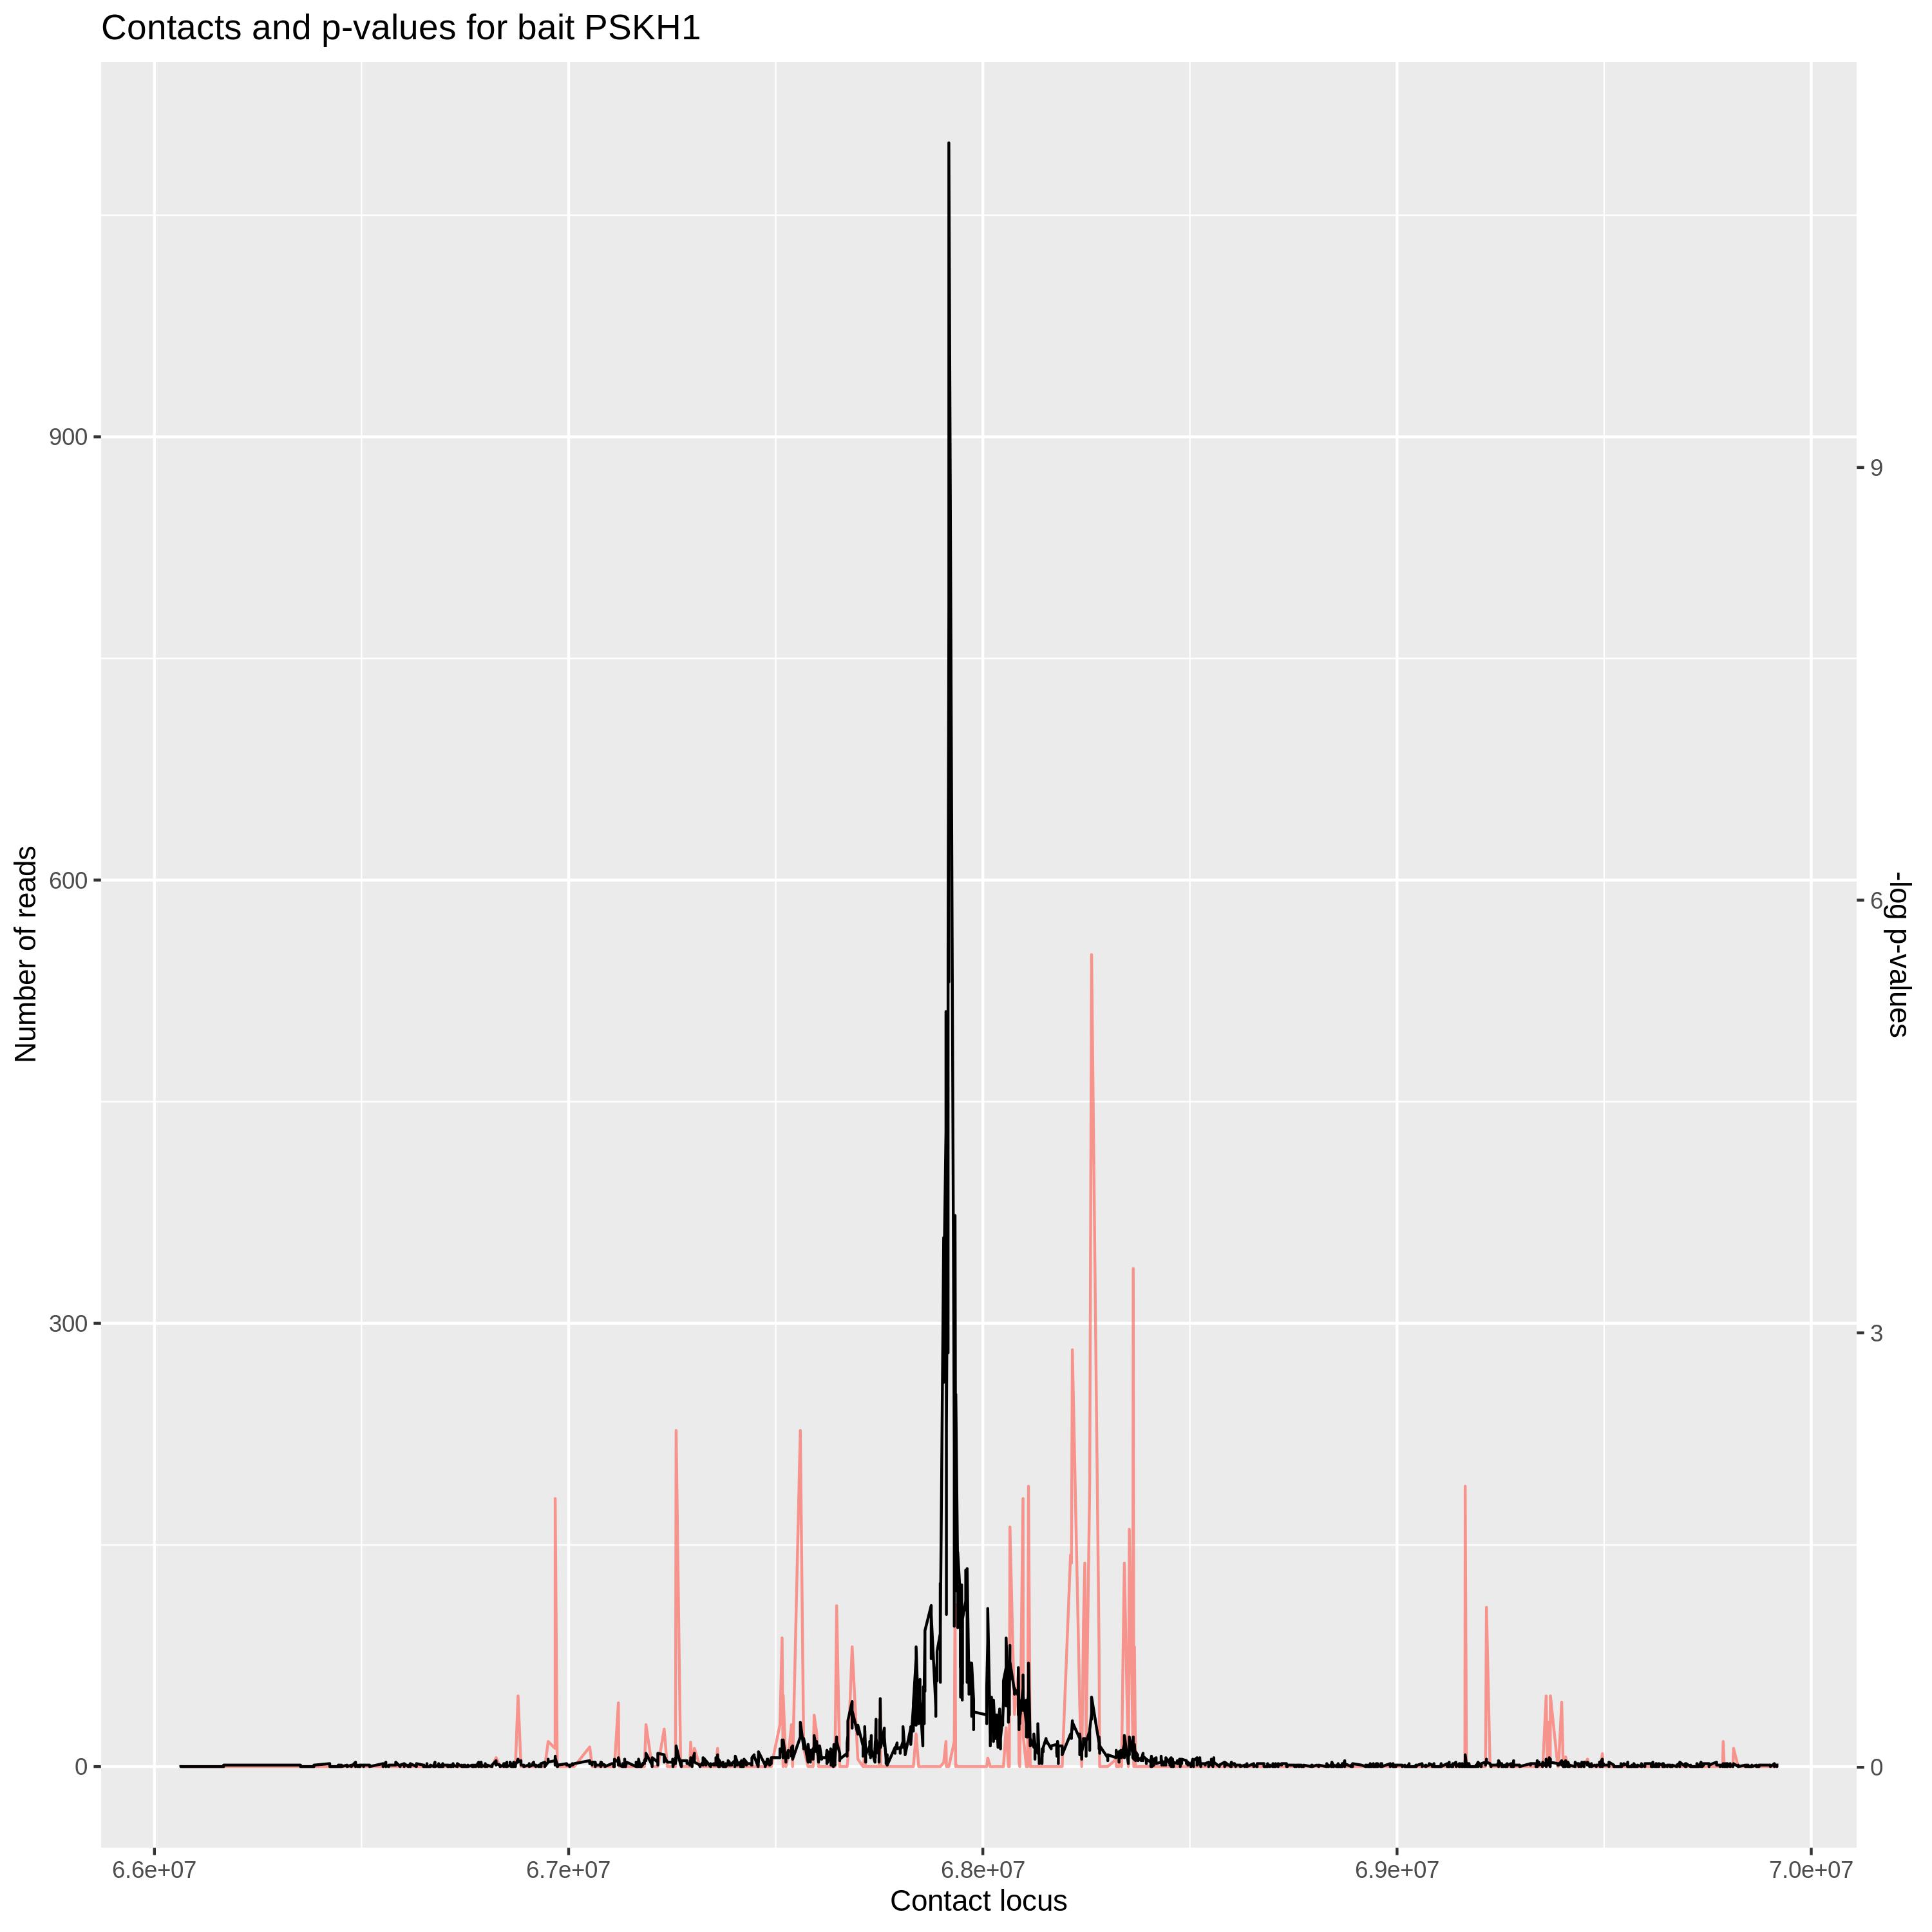 Contacts and p-values for bait PSKH1
Number of reads
900
600
300
0
9
6
3
0
-log p-values
6.6e+07
6.7e+07
6.8e+07
6.9e+07
7.0e+07
Contact locus